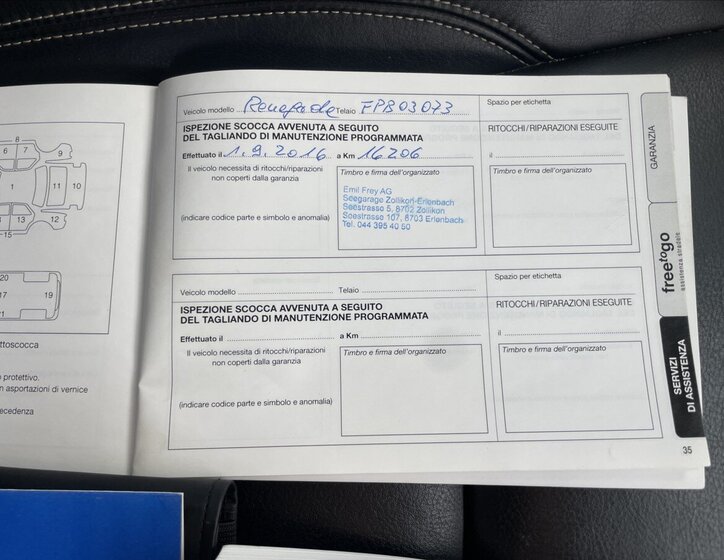 8
6 7 9
1 11 10
13 12
15
20
17 19
21
ttoscocca
protettivo.
n asportazioni di vernice
ecedenza
Veicolo modello Renegade Telaio FPB03073
ISPEZIONE SCOCCA AVVENUTA A SEGUITO
DEL TAGLIANDO DI MANUTENZIONE PROGRAMMATA
Effettuato il 1.9.2016 a Km 16206
Il veicolo necessita di ritocchi/riparazioni
non coperti dalla garanzia
(indicare codice parte e simbolo e anomalia)
Timbro e firma dell'organizzato
Emil Frey AG
Seegarage Zollikon-Erlenbach
Seestrasse 5, 8702 Zollikon
Seestrasse 107, 8703 Erlenbach
Tel. 044 395 40 50
Spazio per etichetta
RITOCCHI/RIPARAZIONI ESEGUITE
il
Timbro e firma dell'organizzato
Veicolo modello Telaio
ISPEZIONE SCOCCA AVVENUTA A SEGUITO
DEL TAGLIANDO DI MANUTENZIONE PROGRAMMATA
Effettuato il a Km
Il veicolo necessita di ritocchi/riparazioni
non coperti dalla garanzia
(indicare codice parte e simbolo e anomalia)
Timbro e firma dell'organizzato
Spazio per etichetta
RITOCCHI/RIPARAZIONI ESEGUITE
il
Timbro e firma dell'organizzato
GARANZIA
freetogo
assistenza stradale
SERVIZI
DI ASSISTENZA
35